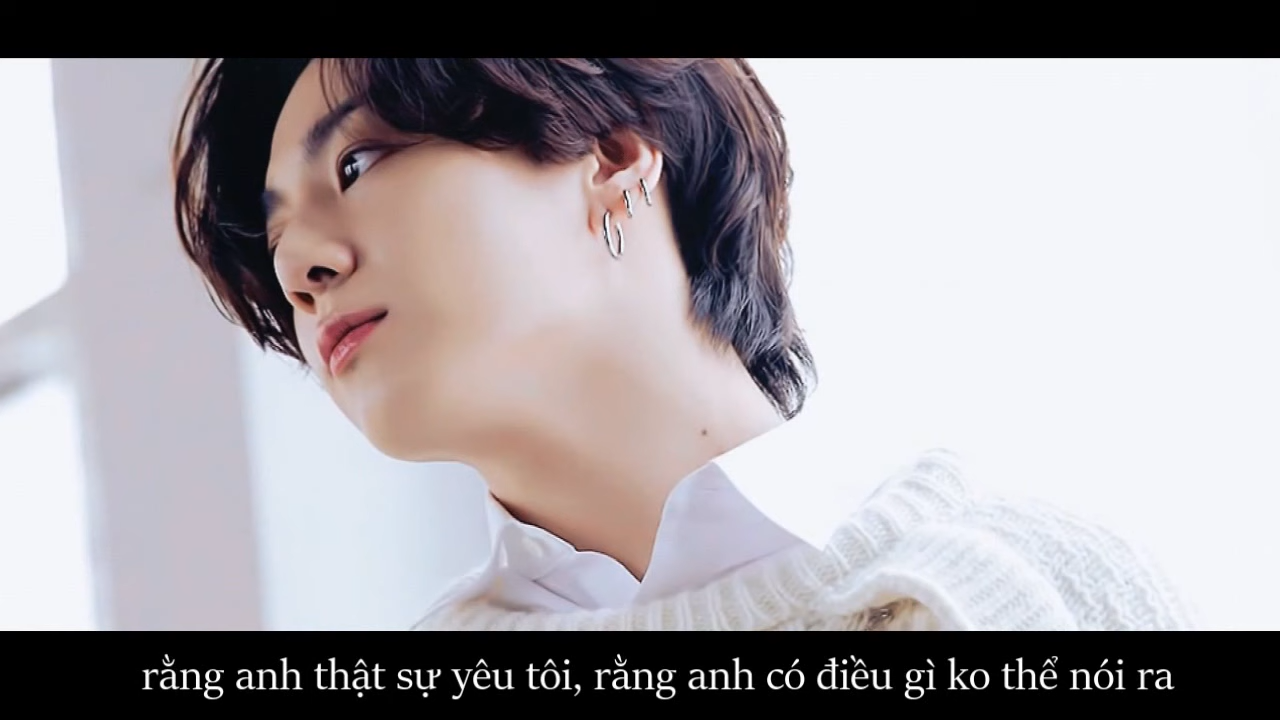 rằng anh thật sự yêu tôi, rằng anh có điều gì ko thể nói ra